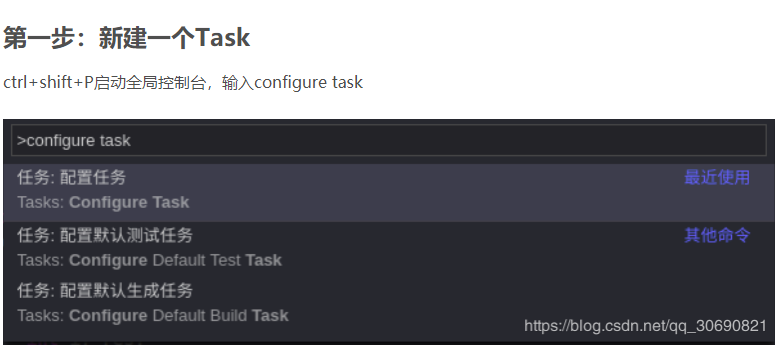 第一步：新建一个Task
ctrl+shift+P启动全局控制台，输入configure task
>configure task
任务: 配置任务 最近使用
Tasks: Configure Task
任务: 配置默认测试任务 其他命令
Tasks: Configure Default Test Task
任务: 配置默认生成任务
Tasks: Configure Default Build Task
https://blog.csdn.net/qq_30690821